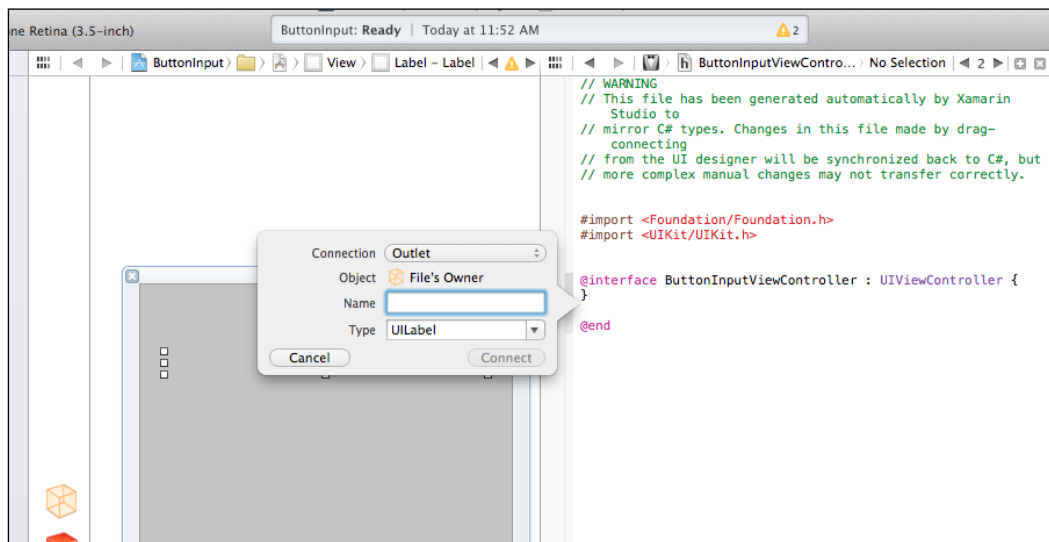 ne Retina (3.5-inch)
ButtonInput: Ready | Today at 11:52 AM
2
ButtonInput
View
Label - Label
ButtonInputViewContro...
No Selection
2
// WARNING
// This file has been generated automatically by Xamarin
Studio to
// mirror C# types. Changes in this file made by drag-
connecting
// from the UI designer will be synchronized back to C#, but
// more complex manual changes may not transfer correctly.
#import <Foundation/Foundation.h>
#import <UIKit/UIKit.h>
@interface ButtonInputViewController : UIViewController {
}
@end
Connection Outlet
Object File's Owner
Name
Type UILabel
Cancel Connect